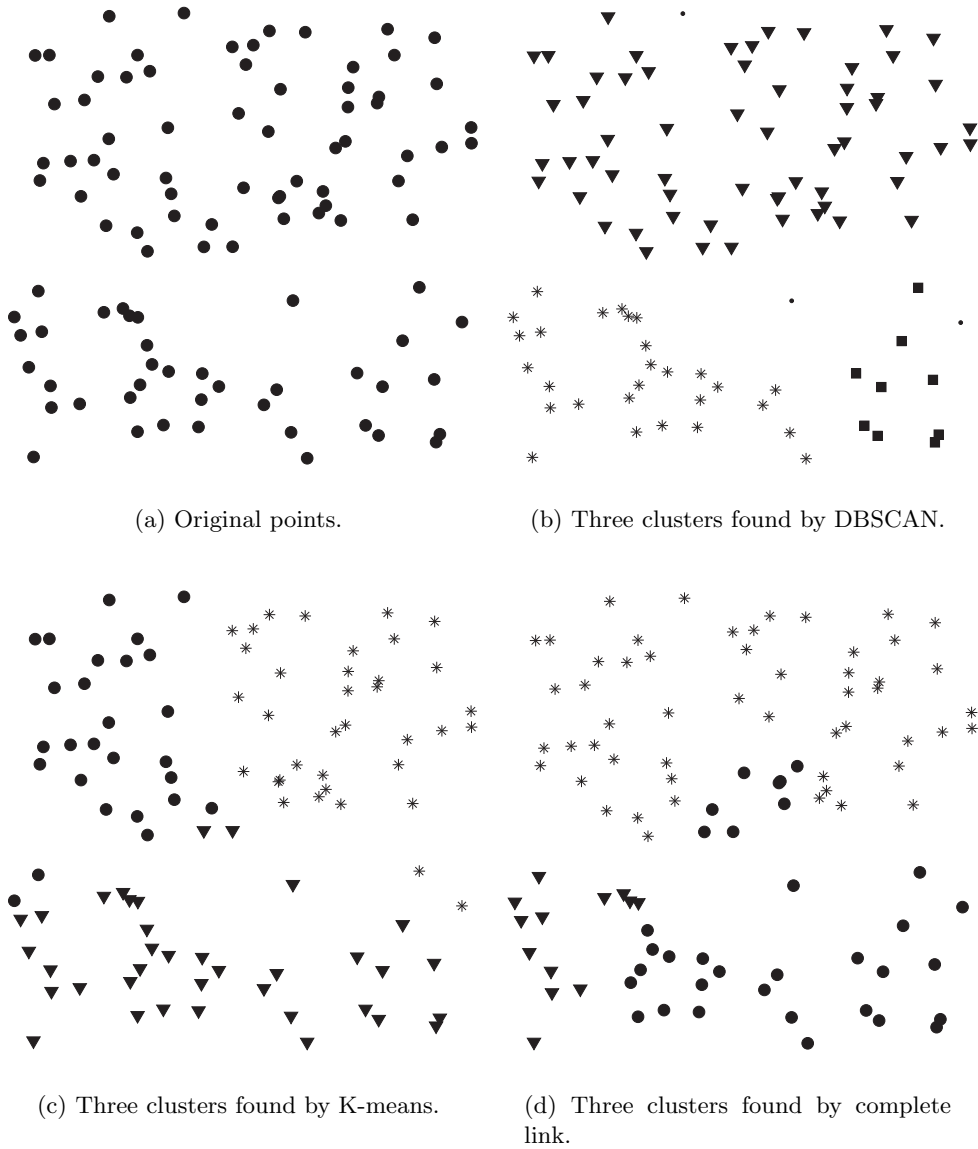 (a) Original points.
(b) Three clusters found by DBSCAN.
(c) Three clusters found by K-means.
(d) Three clusters found by complete
link.